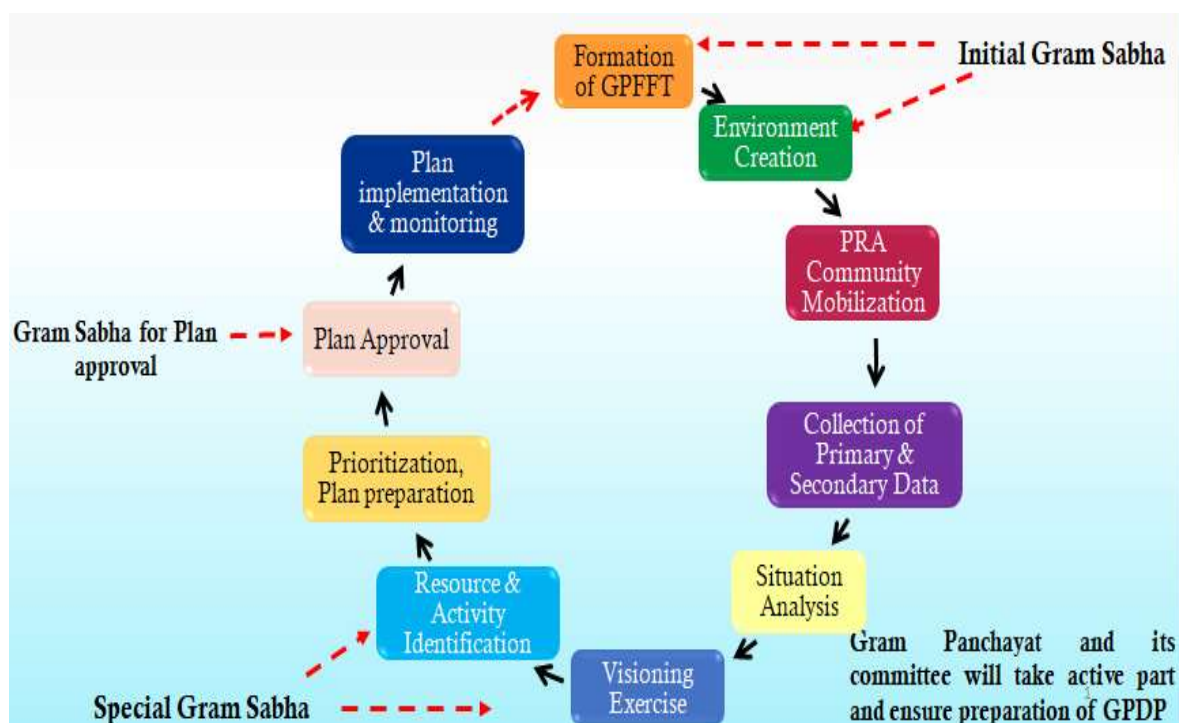 Formation
of GPFFT
Initial Gram Sabha
Environment
Creation
PRA
Community
Mobilization
Collection of
Primary &
Secondary Data
Situation
Analysis
Visioning
Exercise
Resource &
Activity
Identification
Prioritization,
Plan preparation
Plan Approval
Plan
implementation
& monitoring
Gram Sabha for Plan
approval
Special Gram Sabha
Gram Panchayat and its
committee will take active part
and ensure preparation of GPDP
1